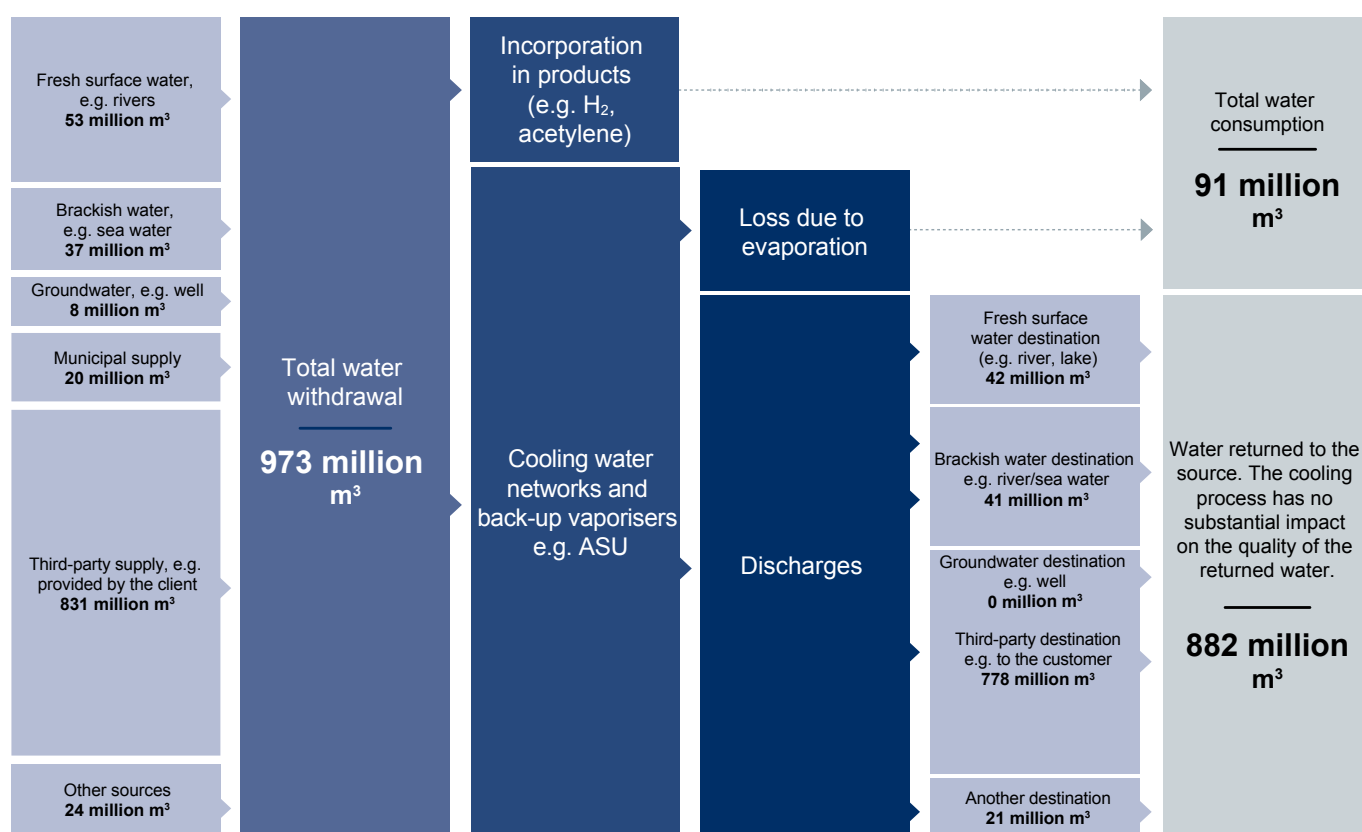 Fresh surface water,
e.g. rivers
53 million m³
Brackish water,
e.g. sea water
37 million m³
Groundwater, e.g. well
8 million m³
Municipal supply
20 million m³
Third-party supply, e.g.
provided by the client
831 million m³
Other sources
24 million m³
Total water
withdrawal
973 million
m³
Incorporation
in products
(e.g. H₂,
acetylene)
Cooling water
networks and
back-up vaporisers
e.g. ASU
Loss due to
evaporation
Discharges
Fresh surface
water destination
(e.g. river, lake)
42 million m³
Brackish water destination
e.g. river/sea water
41 million m³
Groundwater destination
e.g. well
0 million m³
Third-party destination
e.g. to the customer
778 million m³
Another destination
21 million m³
Total water
consumption
91 million
m³
Water returned to the
source. The cooling
process has no
substantial impact
on the quality of the
returned water.
882 million
m³